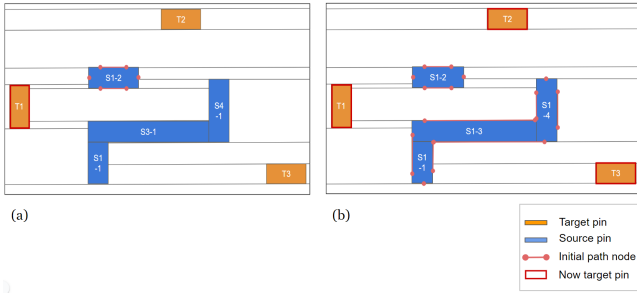 T2
S1-2
T1
S4
-1
S3-1
S1
-1
T3
(a)
T2
S1-2
T1
S1
-4
S1-3
S1
-1
T3
(b)
Target pin
Source pin
Initial path node
Now target pin